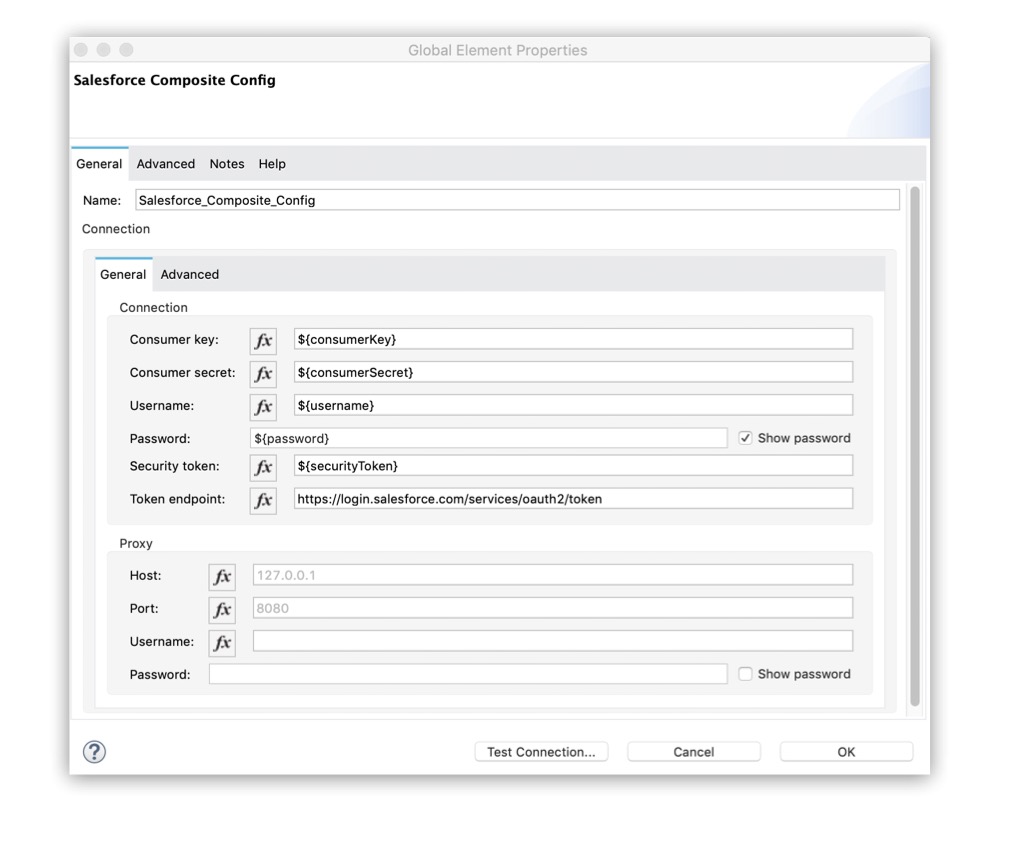 Global Element Properties
Salesforce Composite Config
General Advanced Notes Help
Name: Salesforce_Composite_Config
Connection
General Advanced
Connection
Consumer key: fx ${consumerKey}
Consumer secret: fx ${consumerSecret}
Username: fx ${username}
Password: ${password} Show password
Security token: fx ${securityToken}
Token endpoint: fx https://login.salesforce.com/services/oauth2/token
Proxy
Host: fx 127.0.0.1
Port: fx 8080
Username: fx
Password: Show password
? Test Connection... Cancel OK